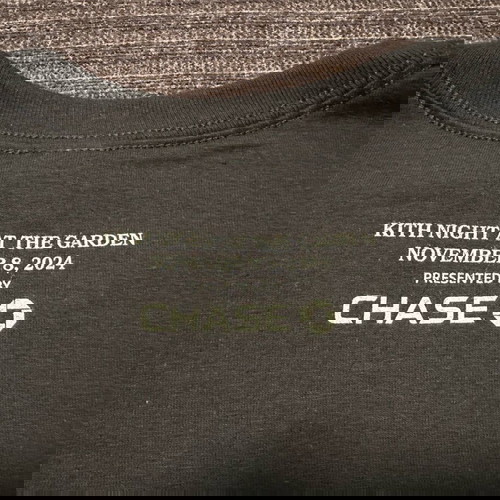 KITH NIGHT AT THE GARDEN
NOVEMBER 8, 2024
PRESENTED BY
CHASE